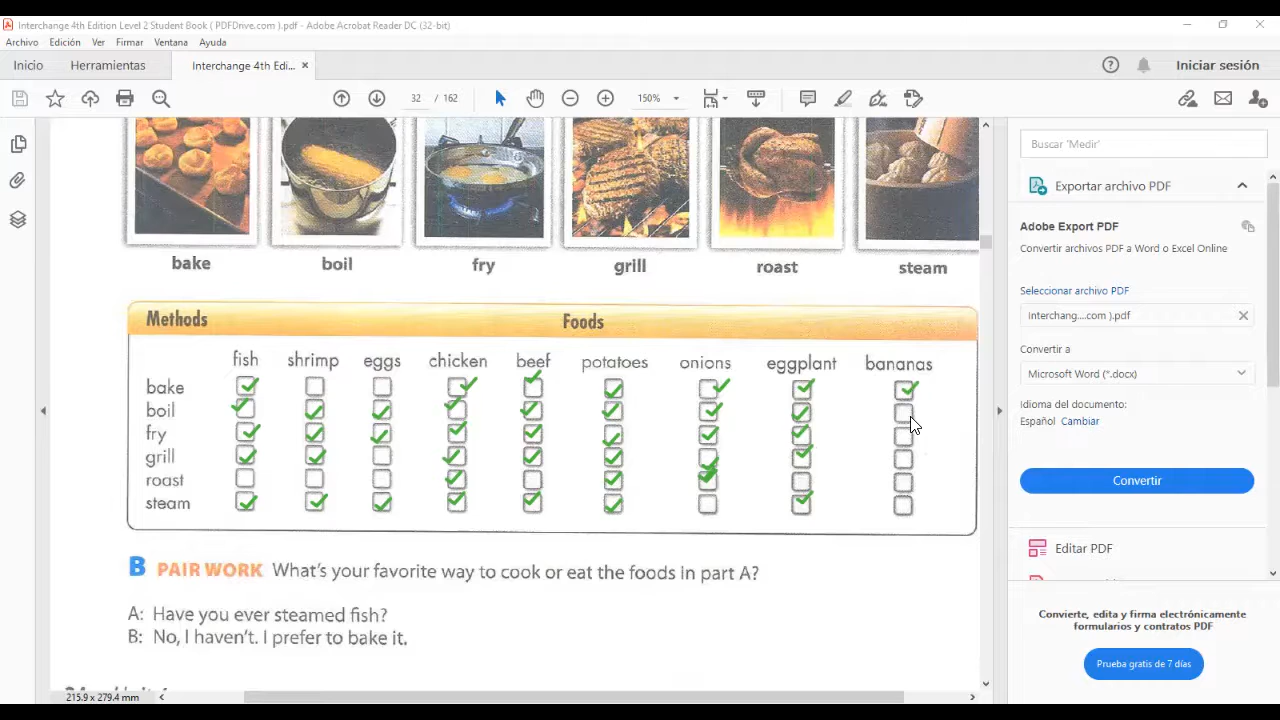 Interchange 4th Edition Level 2 Student Book ( PDFDrive.com ).pdf - Adobe Acrobat Reader DC (32-bit)
Archivo Edición Ver Firmar Ventana Ayuda
Inicio Herramientas Interchange 4th Edi... × Iniciar sesión
32 / 162 150%
Buscar 'Medir'
Exportar archivo PDF
Adobe Export PDF
Convertir archivos PDF a Word o Excel Online
Seleccionar archivo PDF
Interchang....com ).pdf
Convertir a
Microsoft Word (*.docx)
Idioma del documento:
Español Cambiar
Convertir
Editar PDF
Convierte, edita y firma electrónicamente
formularios y contratos PDF
Prueba gratis de 7 días
bake boil fry grill roast steam
Methods Foods
fish shrimp eggs chicken beef potatoes onions eggplant bananas
bake
boil
fry
grill
roast
steam
B PAIR WORK What's your favorite way to cook or eat the foods in part A?
A: Have you ever steamed fish?
B: No, I haven't. I prefer to bake it.
215.9 x 279.4 mm